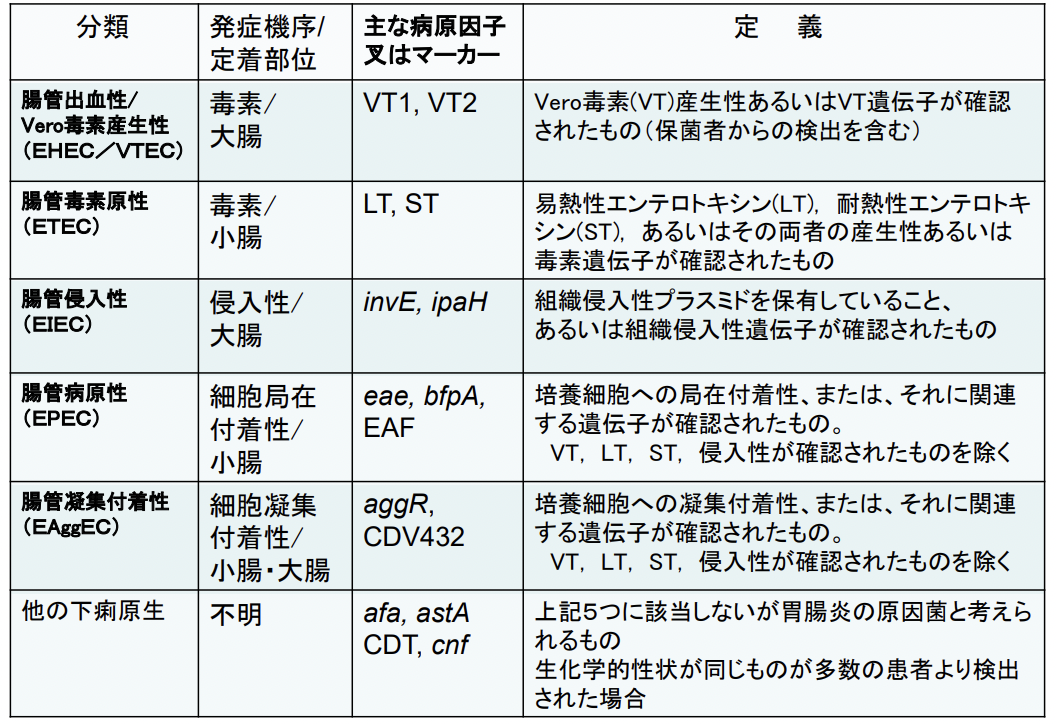 分類
発症機序/
定着部位
主な病原因子
叉はマーカー
定 義
腸管出血性/
Vero毒素産生性
（EHEC／VTEC）
毒素/
大腸
VT1, VT2
Vero毒素(VT)産生性あるいはVT遺伝子が確認
されたもの（保菌者からの検出を含む）
腸管毒素原性
（ETEC）
毒素/
小腸
LT, ST
易熱性エンテロトキシン(LT), 耐熱性エンテロトキ
シン(ST), あるいはその両者の産生性あるいは
毒素遺伝子が確認されたもの
腸管侵入性
（EIEC）
侵入性/
大腸
invE, ipaH
組織侵入性プラスミドを保有していること、
あるいは組織侵入性遺伝子が確認されたもの
腸管病原性
（EPEC）
細胞局在
付着性/
小腸
eae, bfpA,
EAF
培養細胞への局在付着性、または、それに関連
する遺伝子が確認されたもの。
VT, LT, ST, 侵入性が確認されたものを除く
腸管凝集付着性
（EAggEC）
細胞凝集
付着性/
小腸・大腸
aggR,
CDV432
培養細胞への凝集付着性、または、それに関連
する遺伝子が確認されたもの。
VT, LT, ST, 侵入性が確認されたものを除く
他の下痢原生
不明
afa, astA
CDT, cnf
上記５つに該当しないが胃腸炎の原因菌と考えら
れるもの
生化学的性状が同じものが多数の患者より検出
された場合